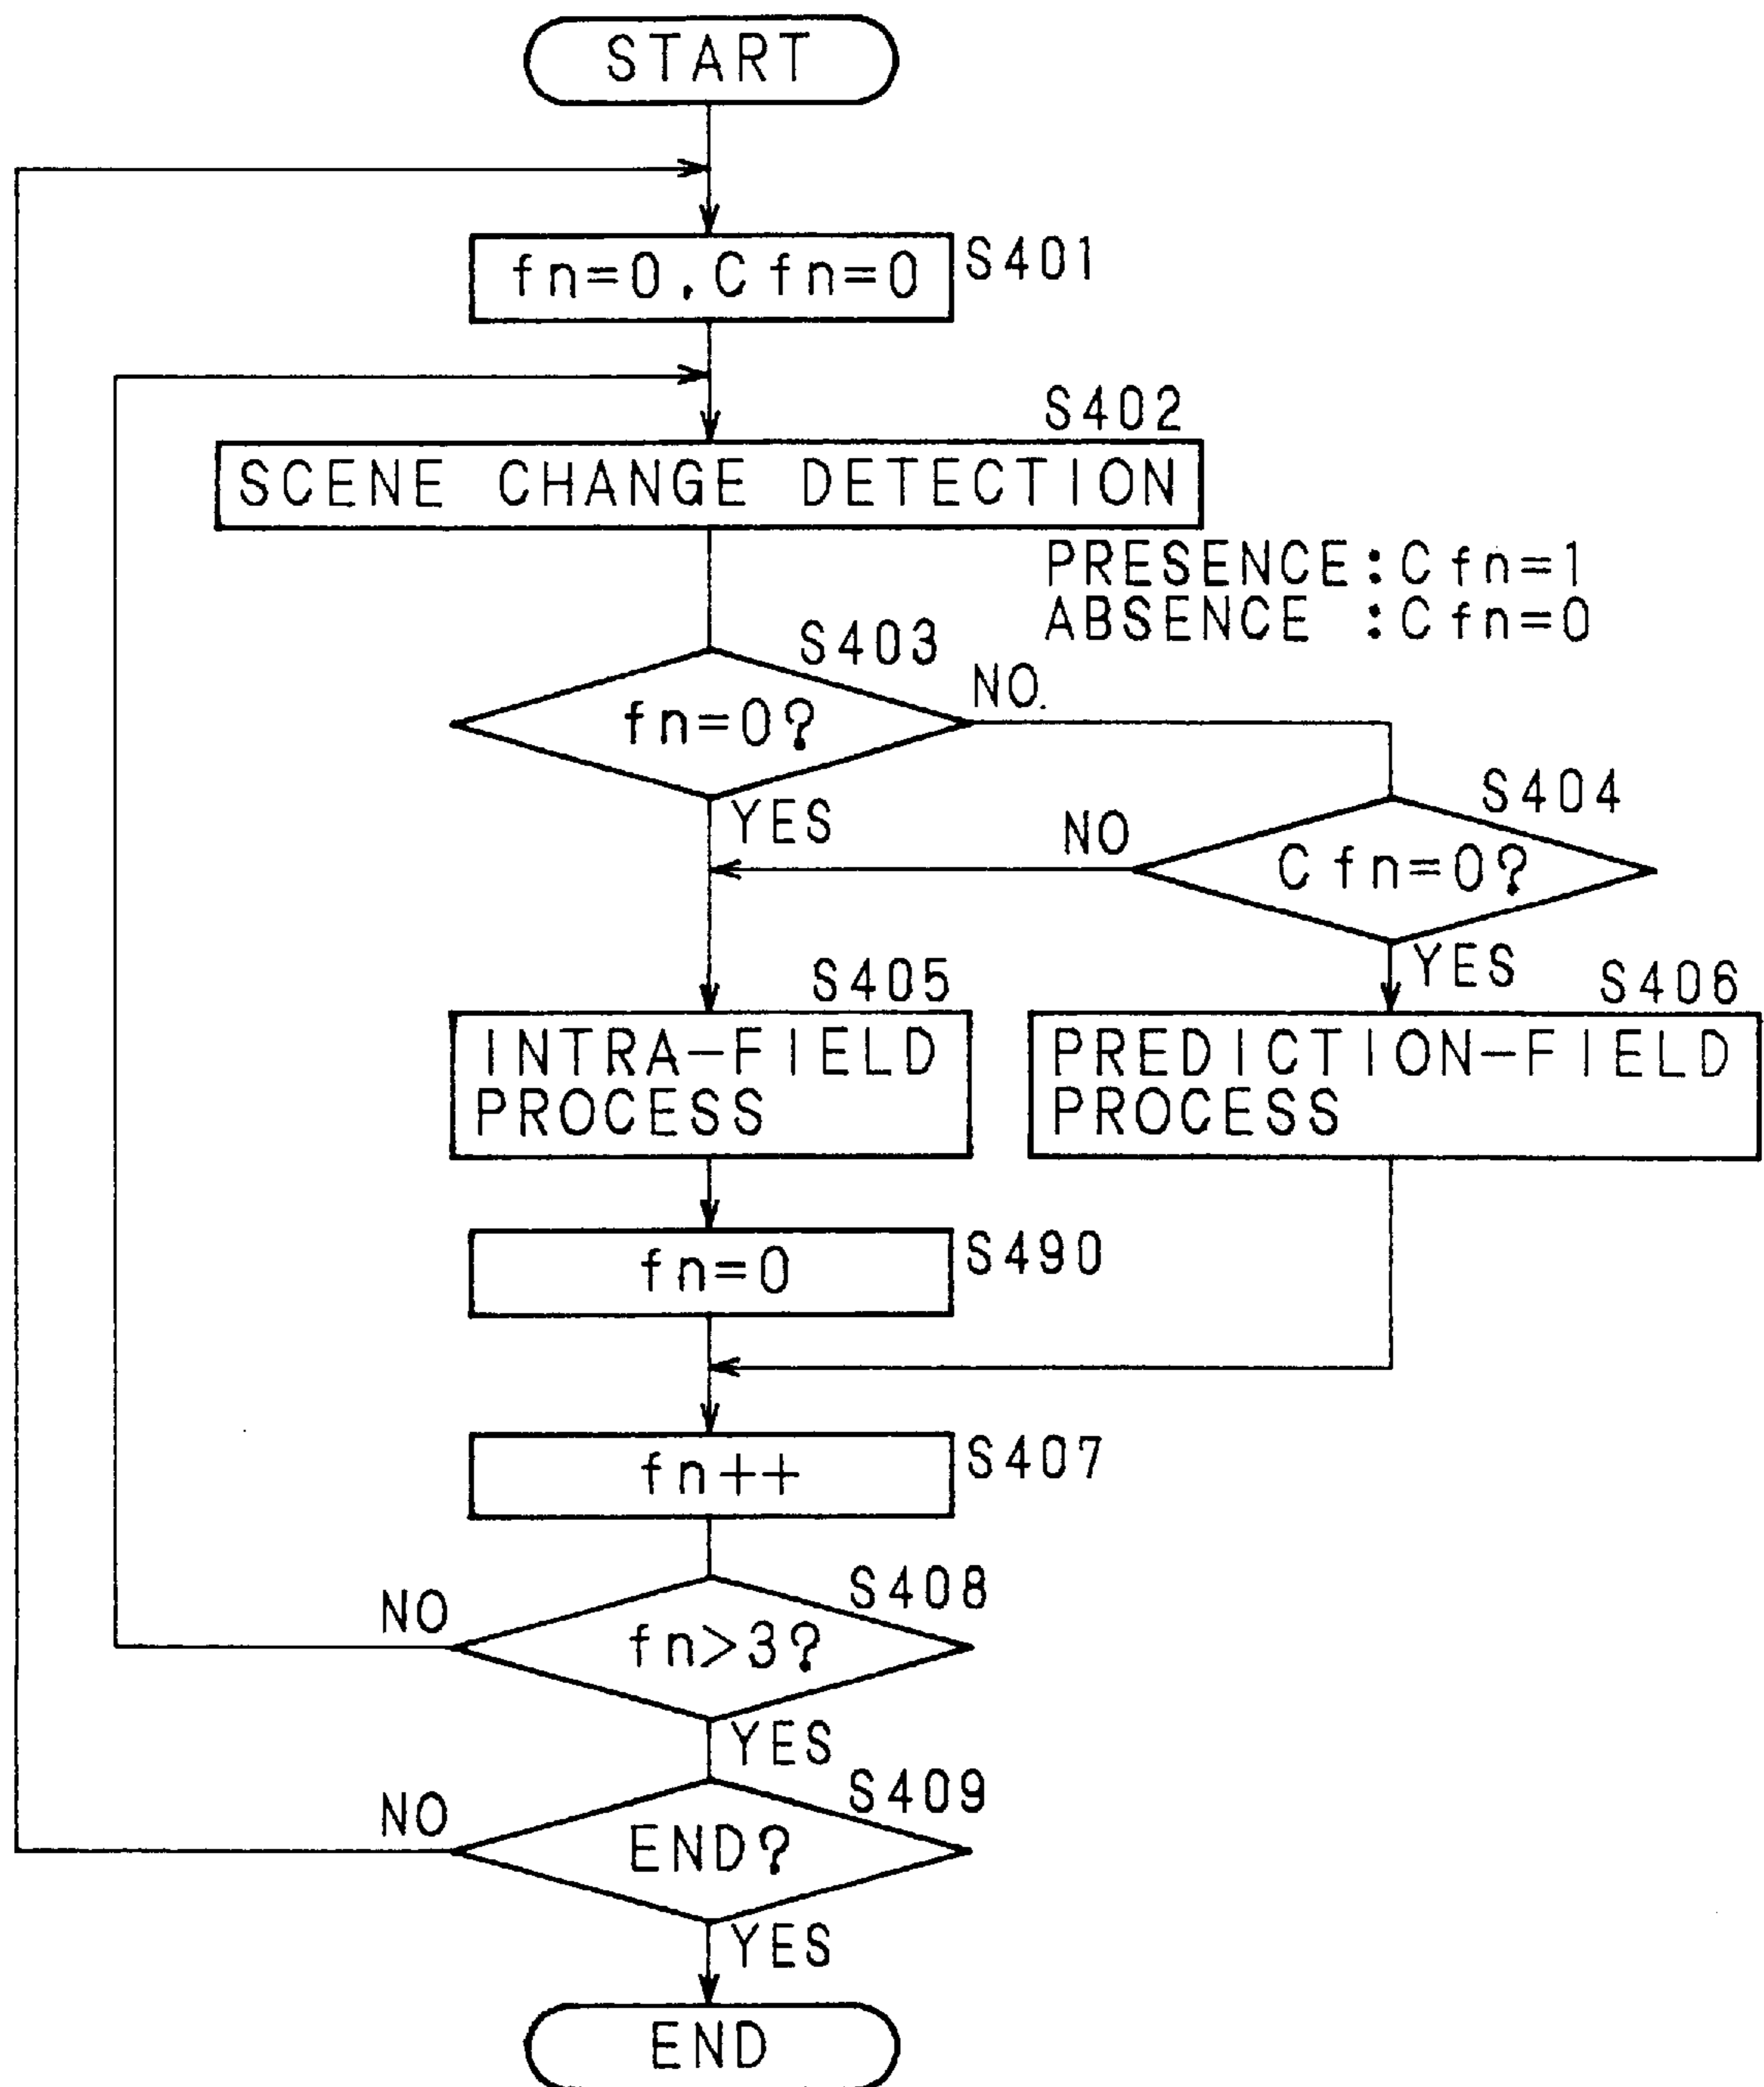 START
fn=0,Cfn=0
S401
S402
SCENE CHANGE DETECTION
PRESENCE:Cfn=1
ABSENCE :Cfn=0
S403
fn=0?
NO
YES
S404
NO
Cfn=0?
YES
S405
S406
INTRA-FIELD
PROCESS
PREDICTION-FIELD
PROCESS
fn=0
S490
fn++
S407
S408
NO
fn>3?
YES
S409
NO
END?
YES
END